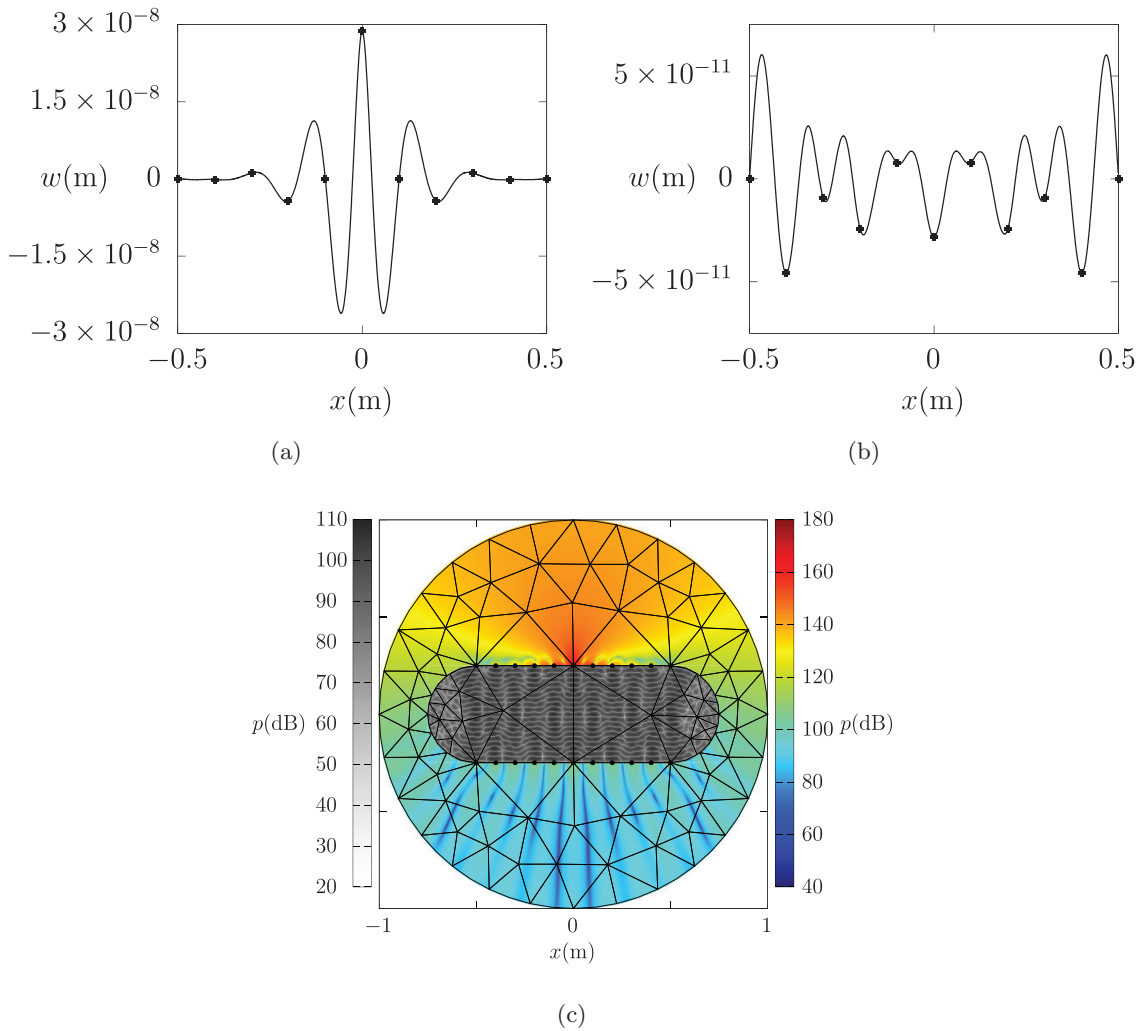 3 × 10⁻⁸
1.5 × 10⁻⁸
w(m) 0
−1.5 × 10⁻⁸
−3 × 10⁻⁸
−0.5 0 0.5
x(m)
(a)
5 × 10⁻¹¹
w(m) 0
−5 × 10⁻¹¹
−0.5 0 0.5
x(m)
(b)
110
100
90
80
70
p(dB) 60
50
40
30
20
180
160
140
120
100 p(dB)
80
60
40
−1 0 1
x(m)
(c)